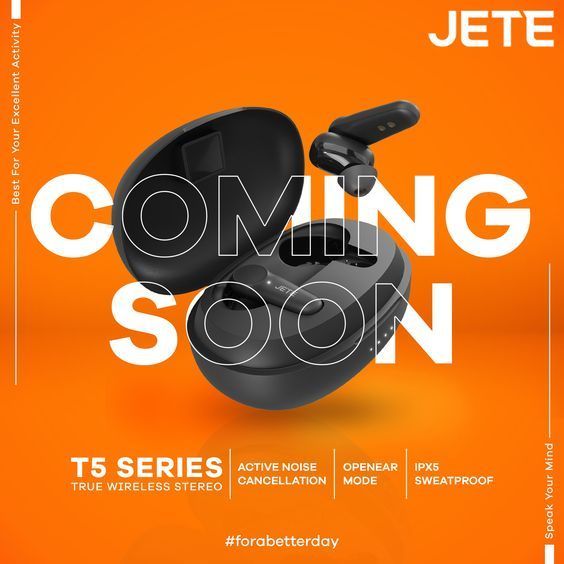 Best For Your Excellent Activity
JETE
COMING
SOON
JETE
T5 SERIES
TRUE WIRELESS STEREO
ACTIVE NOISE
CANCELLATION
OPENEAR
MODE
IPX5
SWEATPROOF
Speak Your Mind
#forabetterday